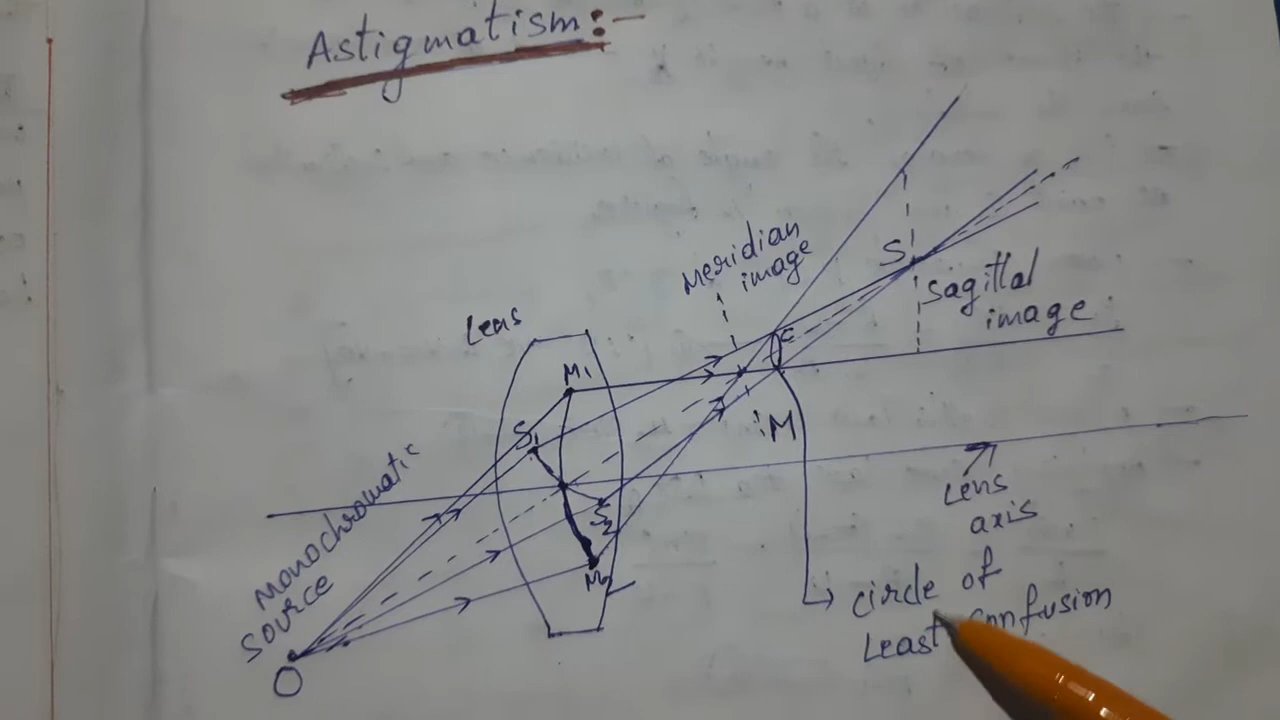 Astigmatism:-
Meridian
image
Lens
S
Sagittal
image
M1
C
S1
M
Monochromatic
source
S2
Lens
axis
M2
circle of
Least confusion
O